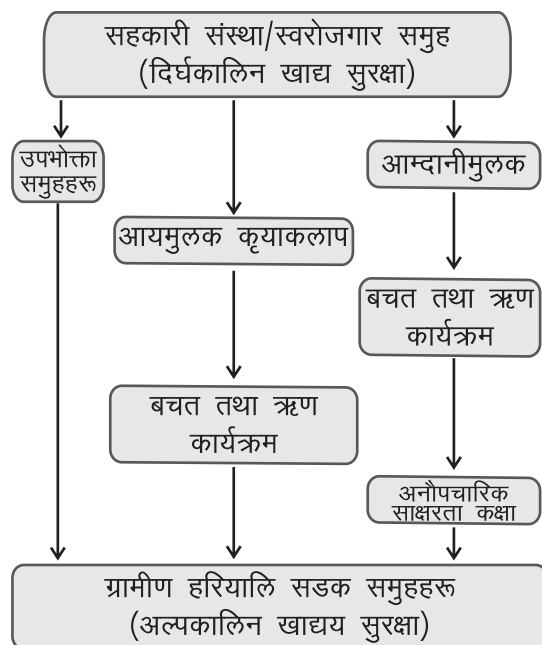 सहकारी संस्था/स्वरोजगार समुह
(दिर्घकालिन खाद्य सुरक्षा)
उपभोक्ता
समुहहरू
आम्दानीमुलक
आयमुलक कृयाकलाप
बचत तथा ऋण
कार्यक्रम
बचत तथा ऋण
कार्यक्रम
अनौपचारिक
साक्षरता कक्षा
ग्रामीण हरियालि सडक समुहहरू
(अल्पकालिन खाद्यय सुरक्षा)